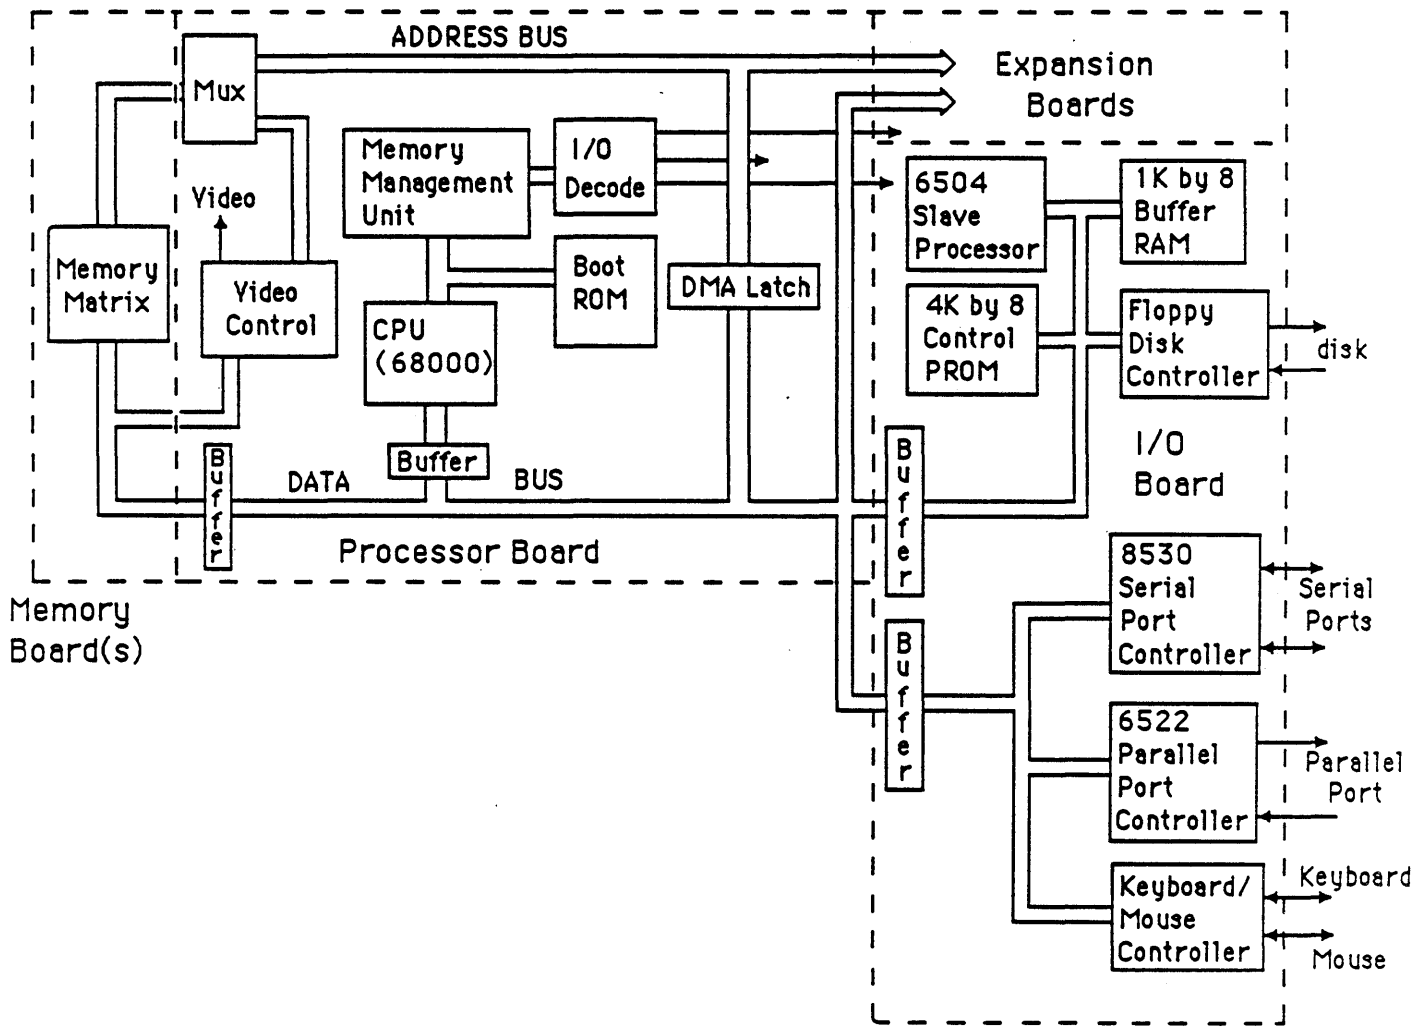 ADDRESS BUS
Mux
Expansion
Boards
Memory
Management
Unit
I/O
Decode
Video
6504
Slave
Processor
1K by 8
Buffer
RAM
Memory
Matrix
Video
Control
CPU
(68000)
Boot
ROM
DMA Latch
4K by 8
Control
PROM
Floppy
Disk
Controller
disk
I/O
Board
Buffer
Buffer
DATA
BUS
Buffer
Processor Board
Memory
Board(s)
8530
Serial
Port
Controller
Serial
Ports
Buffer
6522
Parallel
Port
Controller
Parallel
Port
Keyboard/
Mouse
Controller
Keyboard
Mouse